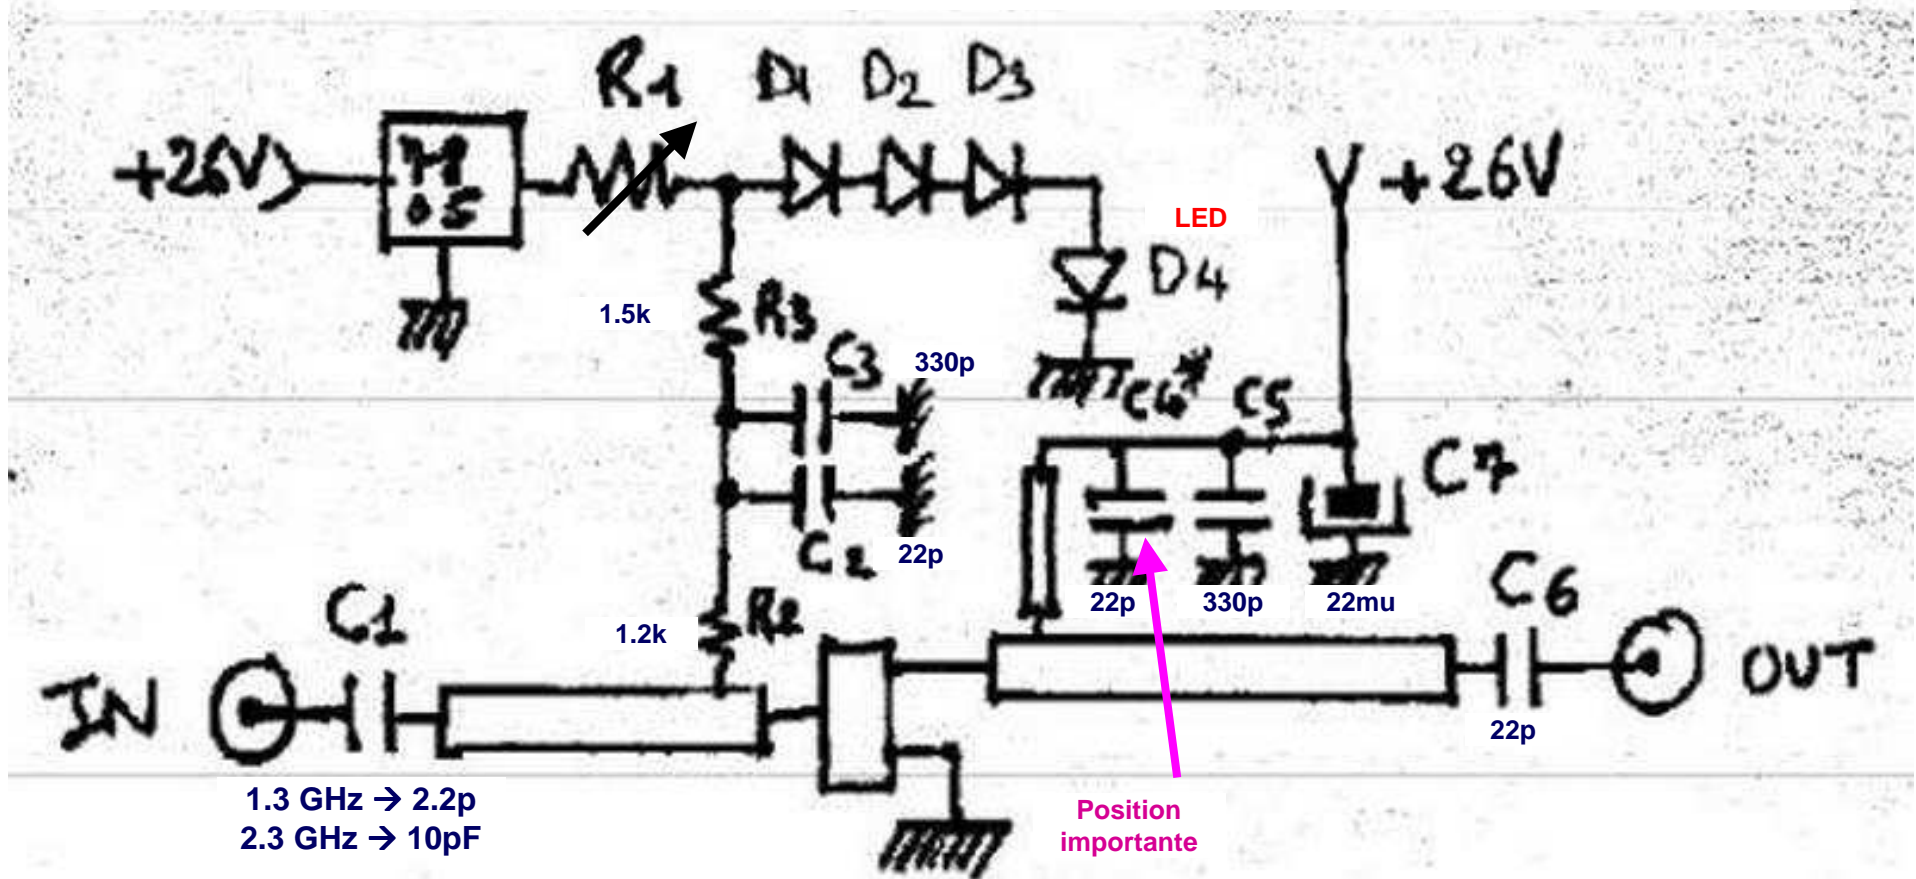 R1 D1 D2 D3
+26V
78
05
+26V
LED
D4
1.5k
R3
C3
330p
C4* C5
C7
C2
22p
22p 330p 22mu
C6
C1
1.2k
R2
IN
OUT
22p
1.3 GHz → 2.2p
2.3 GHz → 10pF
Position
importante